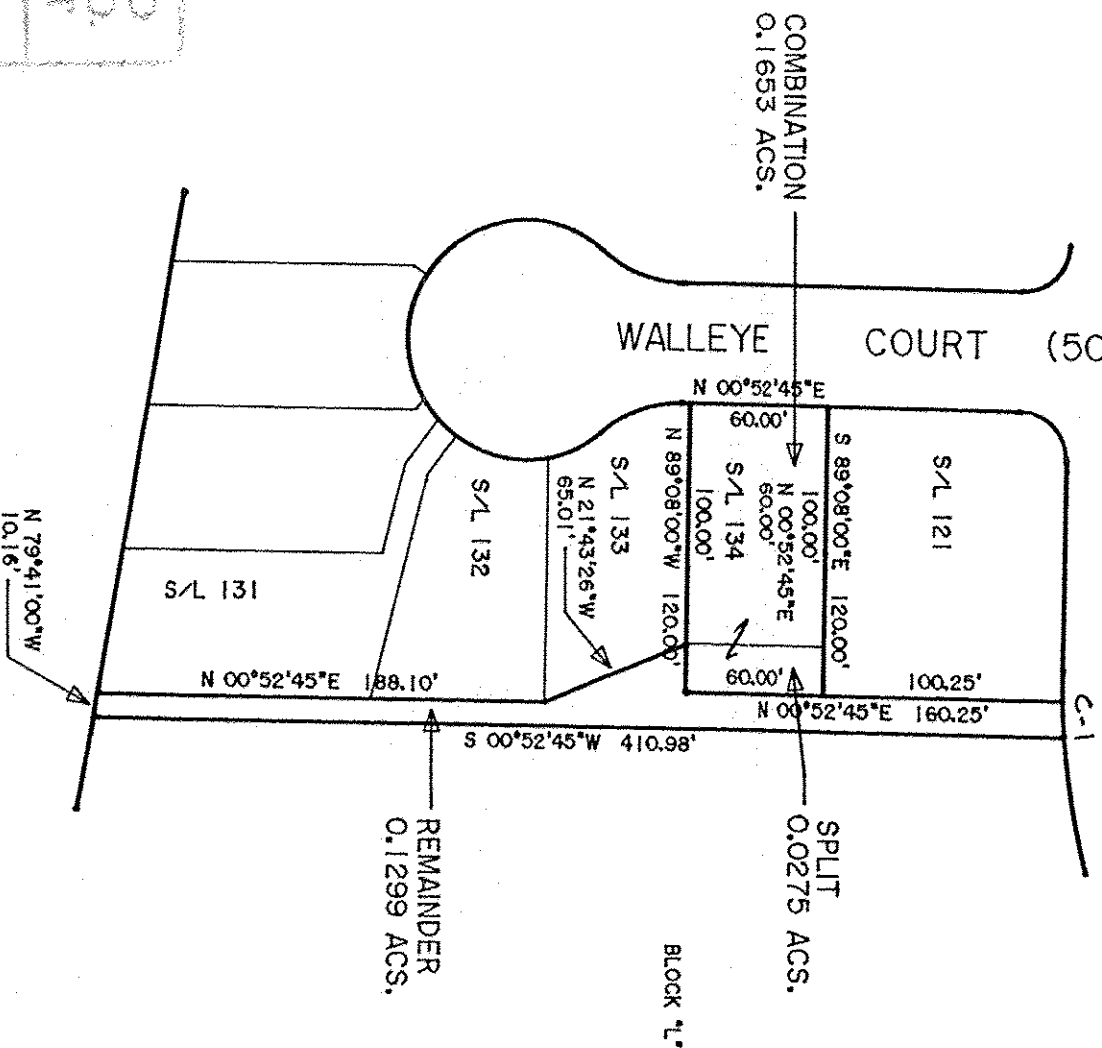 COMBINATION
0.1653 ACS.
WALLEYE COURT (50
N 00°52'45"E
60.00'
S 89°08'00"E 120.00'
100.00'
N 00°52'45"E
60.00'
S/L 134
100.00'
N 89°08'00"W 120.00'
S/L 121
S/L 133
N 21°43'26"W
65.01'
S/L 132
S/L 131
N 79°41'00"W
10.16'
N 00°52'45"E 188.10'
60.00'
100.25'
N 00°52'45"E 160.25'
C-1
S 00°52'45"W 410.98'
SPLIT
0.0275 ACS.
REMAINDER
0.1299 ACS.
BLOCK "L"